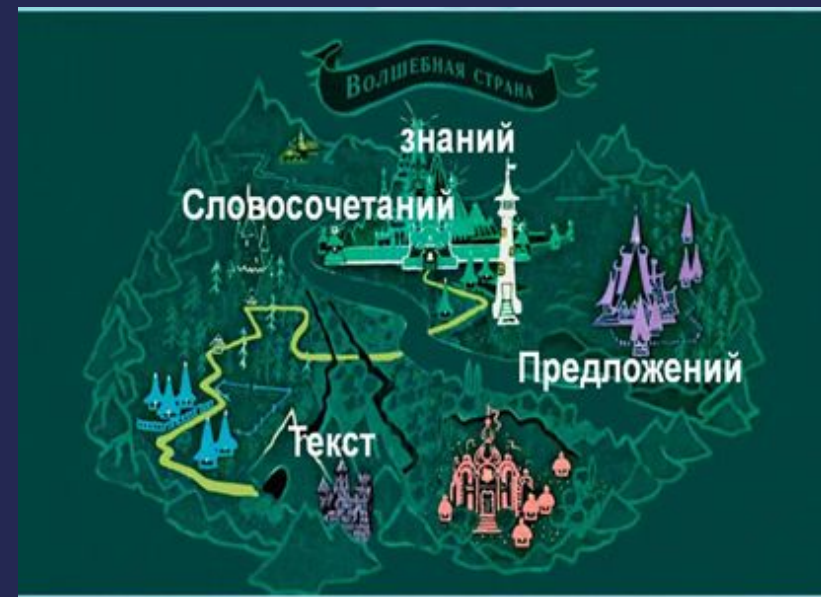 ВОЛШЕБНАЯ СТРАНА
знаний
Словосочетаний
Предложений
Текст